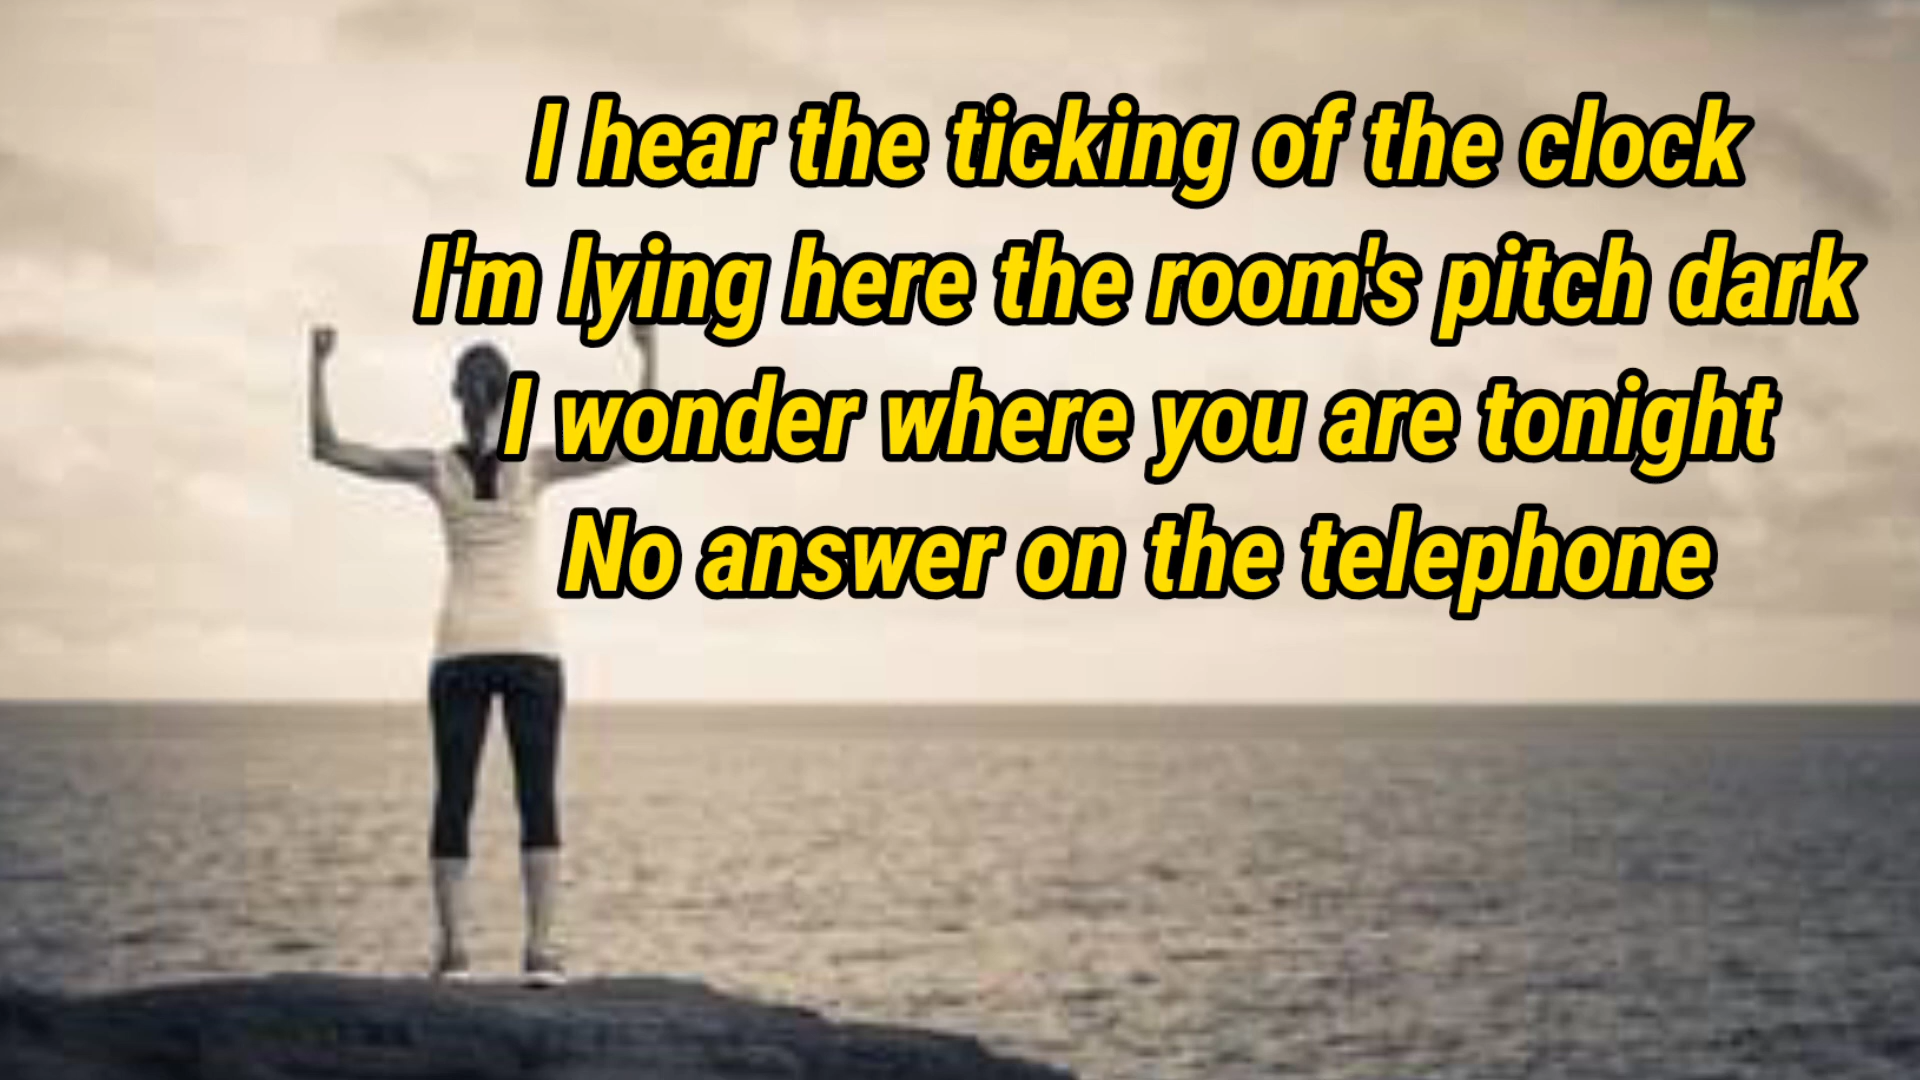 I hear the ticking of the clock
I'm lying here the room's pitch dark
I wonder where you are tonight
No answer on the telephone